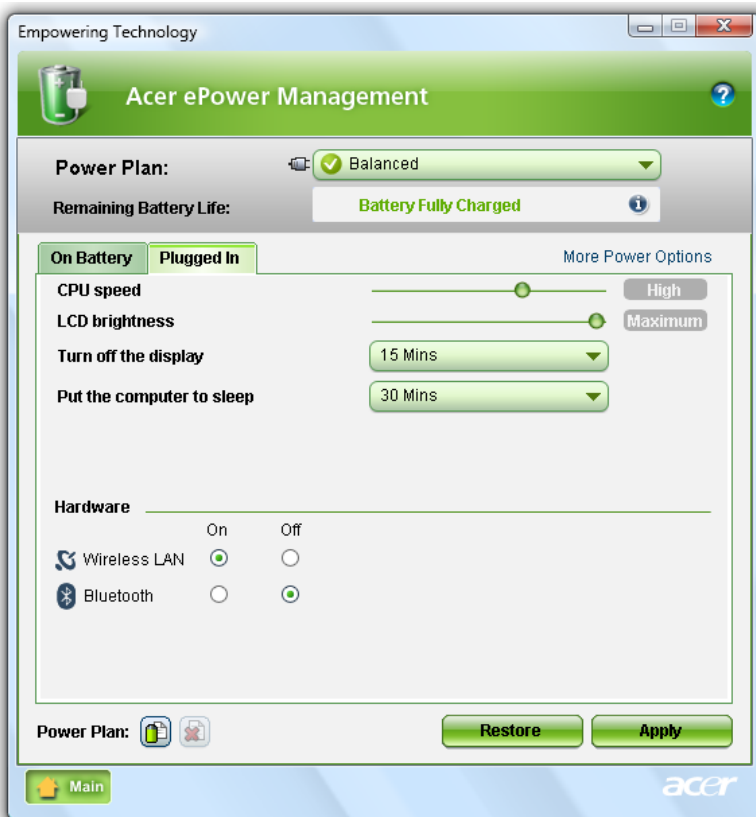 Empowering Technology
Acer ePower Management
?
Power Plan: Balanced
Remaining Battery Life: Battery Fully Charged i
On Battery Plugged In More Power Options
CPU speed High
LCD brightness Maximum
Turn off the display 15 Mins
Put the computer to sleep 30 Mins
Hardware
On Off
Wireless LAN
Bluetooth
Power Plan: Restore Apply
Main acer